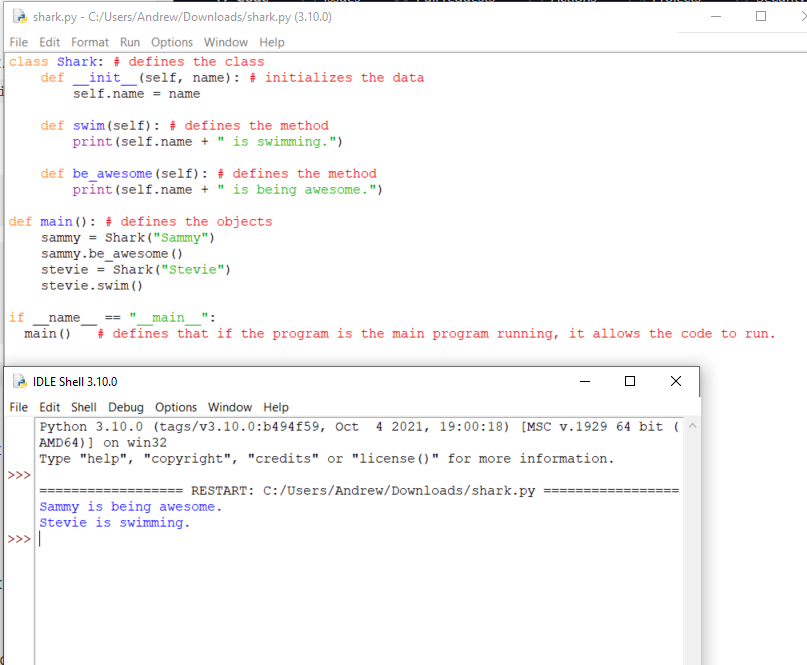 shark.py - C:/Users/Andrew/Downloads/shark.py (3.10.0)
File Edit Format Run Options Window Help
class Shark: # defines the class
    def __init__(self, name): # initializes the data
        self.name = name
    def swim(self): # defines the method
        print(self.name + " is swimming.")
    def be_awesome(self): # defines the method
        print(self.name + " is being awesome.")
def main(): # defines the objects
    sammy = Shark("Sammy")
    sammy.be_awesome()
    stevie = Shark("Stevie")
    stevie.swim()
if __name__ == "__main__":
  main()   # defines that if the program is the main program running, it allows the code to run.
IDLE Shell 3.10.0
File Edit Shell Debug Options Window Help
Python 3.10.0 (tags/v3.10.0:b494f59, Oct  4 2021, 19:00:18) [MSC v.1929 64 bit (
AMD64)] on win32
Type "help", "copyright", "credits" or "license()" for more information.
>>>
================== RESTART: C:/Users/Andrew/Downloads/shark.py =================
Sammy is being awesome.
Stevie is swimming.
>>>